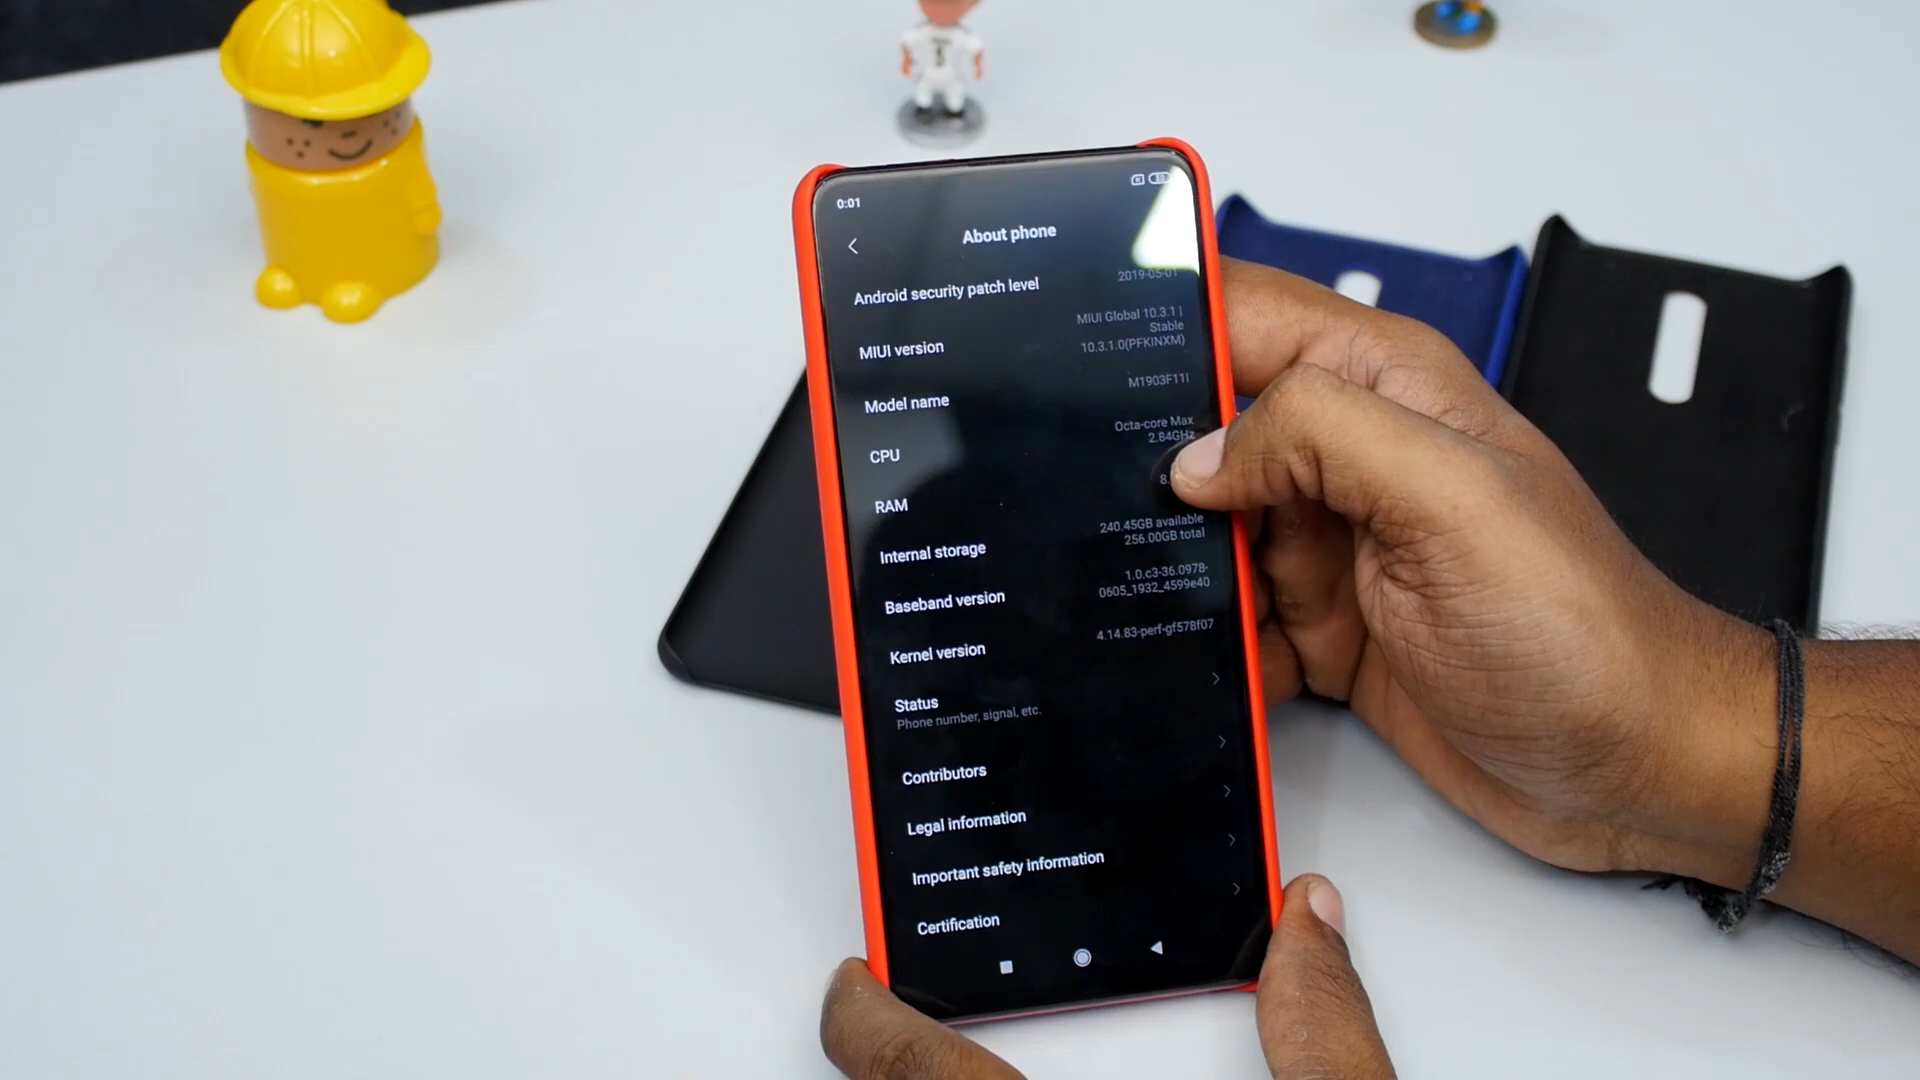 0:01
About phone
Android security patch level
2019-05-01
MIUI version
MIUI Global 10.3.1 |
Stable
10.3.1.0(PFKINXM)
Model name
M1903F11I
CPU
Octa-core Max
2.84GHz
RAM
8.
Internal storage
240.45GB available
256.00GB total
Baseband version
1.0.c3-36.0978-
0605_1932_4599e40
Kernel version
4.14.83-perf-gf578f07
Status
Phone number, signal, etc.
Contributors
Legal information
Important safety information
Certification